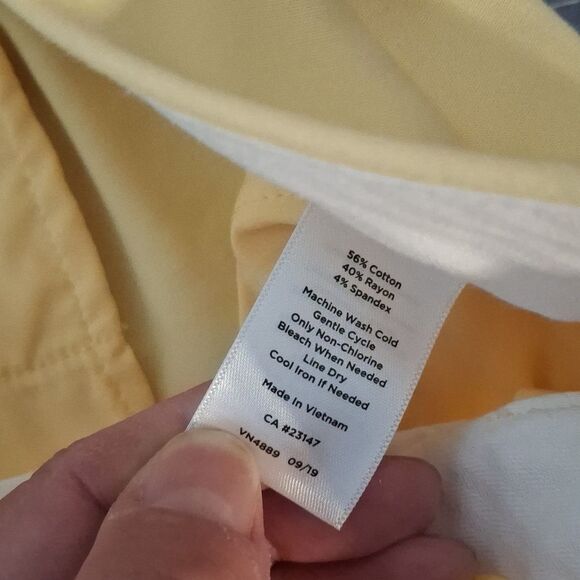 56% Cotton
40% Rayon
4% Spandex
Machine Wash Cold
Gentle Cycle
Only Non-Chlorine
Bleach When Needed
Line Dry
Cool Iron If Needed
Made In Vietnam
CA #23147
VN4889 09/19